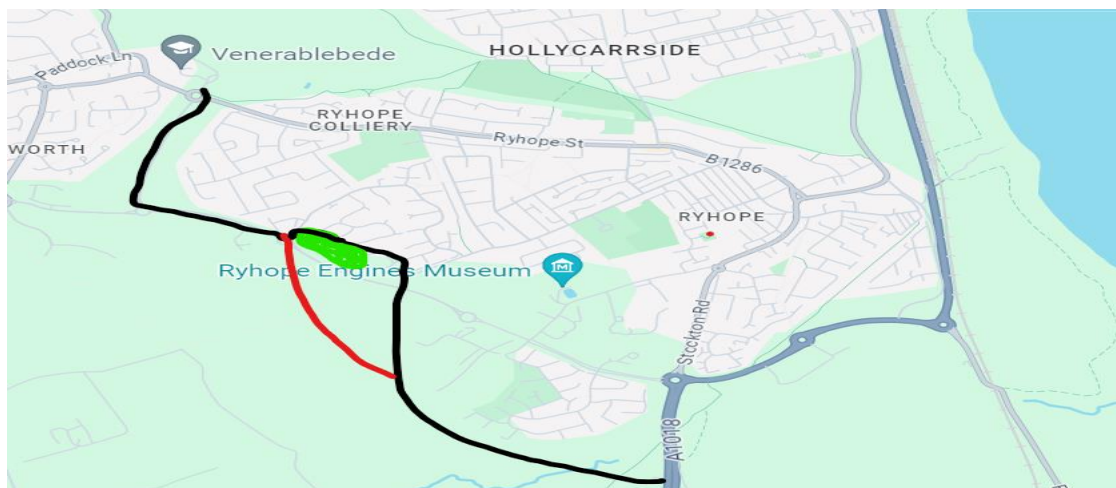 Venerablebede
HOLLYCARRSIDE
Paddock Ln
RYHOPE
COLLIERY
Ryhope St
WORTH
B1286
RYHOPE
Ryhope Engines Museum
M
Stockton Rd
A1018